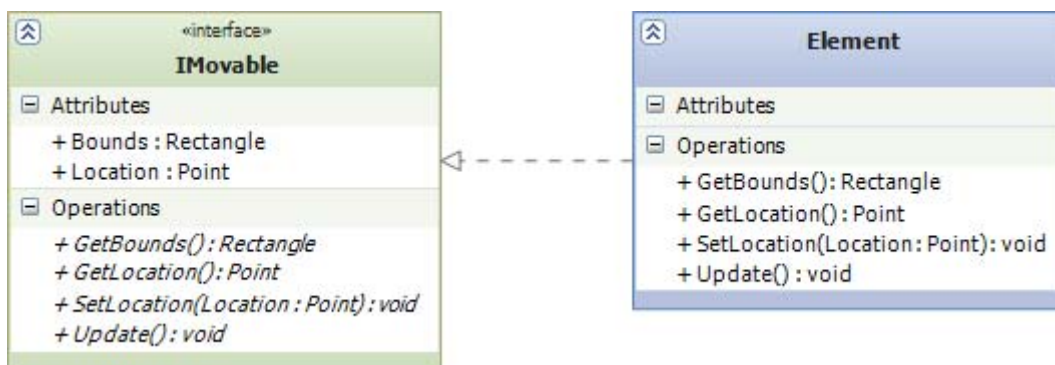 «interface»
IMovable
Attributes
+ Bounds : Rectangle
+ Location : Point
Operations
+ GetBounds() : Rectangle
+ GetLocation() : Point
+ SetLocation(Location : Point) : void
+ Update() : void
Element
Attributes
Operations
+ GetBounds(): Rectangle
+ GetLocation() : Point
+ SetLocation(Location : Point) : void
+ Update() : void